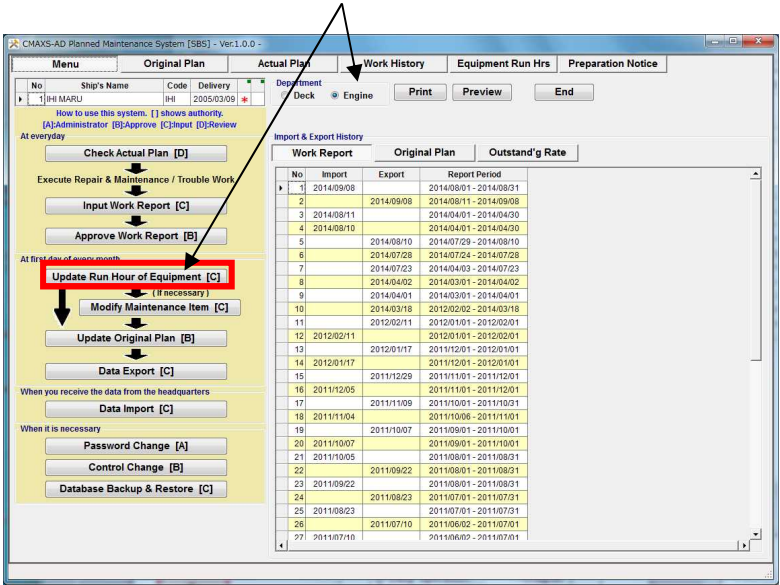 CMAXS-AD Planned Maintenance System [SBS] - Ver.1.0.0 -
Menu Original Plan Actual Plan Work History Equipment Run Hrs Preparation Notice
No Ship's Name Code Delivery
1 IHI MARU IHI 2005/03/09 *
How to use this system. [ ] shows authority.
[A]:Administrator [B]:Approve [C]:Input [D]:Review
At everyday
Check Actual Plan [D]
Execute Repair & Maintenance / Trouble Work
Input Work Report [C]
Approve Work Report [B]
At first day of every month
Update Run Hour of Equipment [C]
( If necessary )
Modify Maintenance Item [C]
Update Original Plan [B]
Data Export [C]
When you receive the data from the headquarters
Data Import [C]
When it is necessary
Password Change [A]
Control Change [B]
Database Backup & Restore [C]
Department
Deck Engine Print Preview End
Import & Export History
Work Report Original Plan Outstand'g Rate
No Import Export Report Period
1 2014/09/08 2014/08/01 - 2014/08/31
2 2014/09/08 2014/08/11 - 2014/09/08
3 2014/08/11 2014/04/01 - 2014/04/30
4 2014/08/10 2014/04/01 - 2014/04/30
5 2014/08/10 2014/07/29 - 2014/08/10
6 2014/07/28 2014/07/24 - 2014/07/28
7 2014/07/23 2014/04/03 - 2014/07/23
8 2014/04/02 2014/03/01 - 2014/04/02
9 2014/04/01 2014/03/01 - 2014/04/01
10 2014/03/18 2012/02/02 - 2014/03/18
11 2012/02/11 2012/01/01 - 2012/02/01
12 2012/02/11 2012/01/01 - 2012/02/01
13 2012/01/17 2011/12/01 - 2012/01/01
14 2012/01/17 2011/12/01 - 2012/01/01
15 2011/12/29 2011/11/01 - 2011/12/01
16 2011/12/05 2011/11/01 - 2011/12/01
17 2011/11/09 2011/10/01 - 2011/10/31
18 2011/11/04 2011/10/06 - 2011/11/01
19 2011/10/07 2011/09/01 - 2011/10/01
20 2011/10/07 2011/09/01 - 2011/10/01
21 2011/10/05 2011/08/01 - 2011/08/31
22 2011/09/22 2011/08/01 - 2011/08/31
23 2011/09/22 2011/08/01 - 2011/08/31
24 2011/08/23 2011/07/01 - 2011/07/31
25 2011/08/23 2011/07/01 - 2011/07/31
26 2011/07/10 2011/06/02 - 2011/07/01
27 2011/07/10 2011/06/02 - 2011/07/01